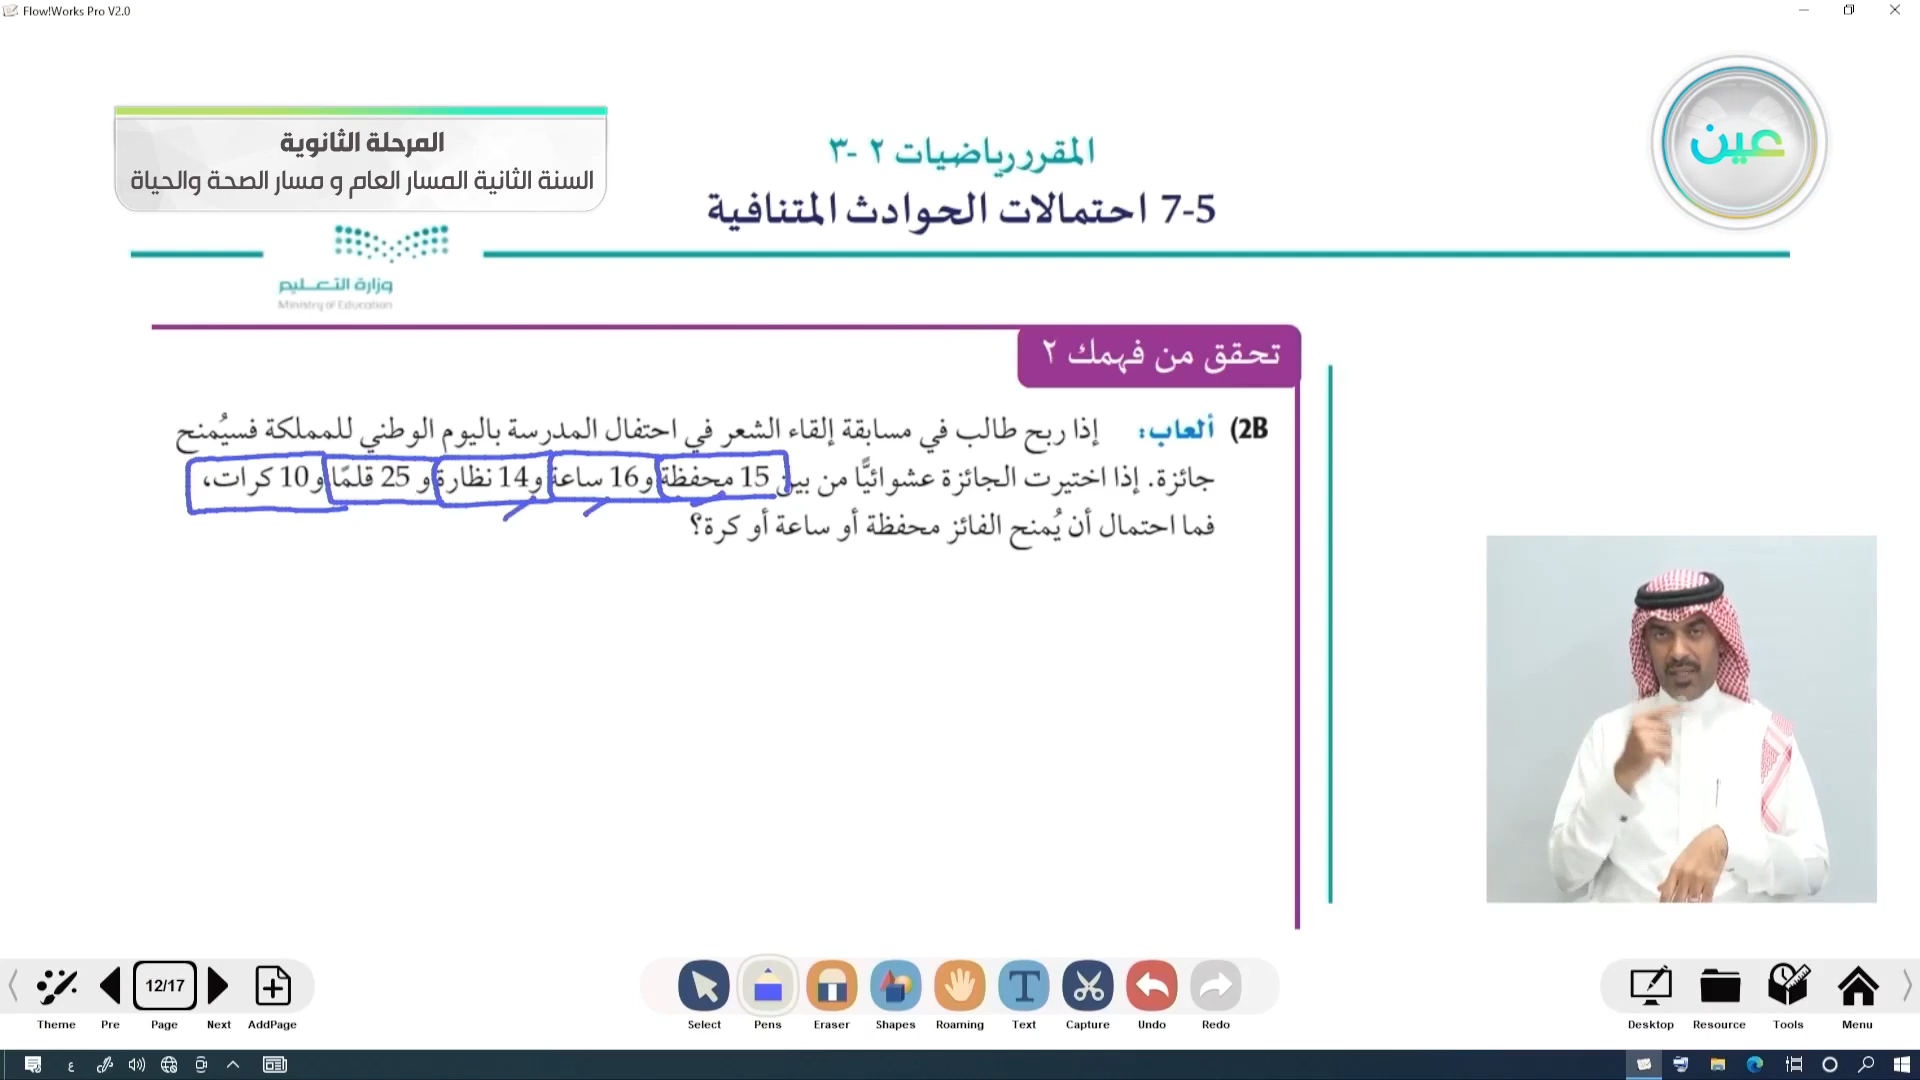 Flow!Works Pro V2.0
عين
المرحلة الثانوية
السنة الثانية المسار العام و مسار الصحة والحياة
المقرر رياضيات ٢ -٣
7-5 احتمالات الحوادث المتنافية
وزارة التعليم
Ministry of Education
تحقق من فهمك ٢
2B) ألعاب: إذا ربح طالب في مسابقة إلقاء الشعر في احتفال المدرسة باليوم الوطني للمملكة فسيُمنح
جائزة. إذا اختيرت الجائزة عشوائيًّا من بين 15 محفظة و16 ساعة و14 نظارة و 25 قلمًا و10 كرات،
فما احتمال أن يُمنح الفائز محفظة أو ساعة أو كرة؟
12/17
Theme Pre Page Next AddPage
Select Pens Eraser Shapes Roaming Text Capture Undo Redo
Desktop Resource Tools Menu
ع